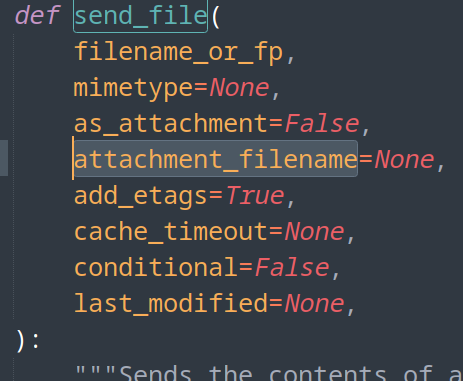 def send_file(
filename_or_fp,
mimetype=None,
as_attachment=False,
attachment_filename=None,
add_etags=True,
cache_timeout=None,
conditional=False,
last_modified=None,
):
"""Sends the contents of a